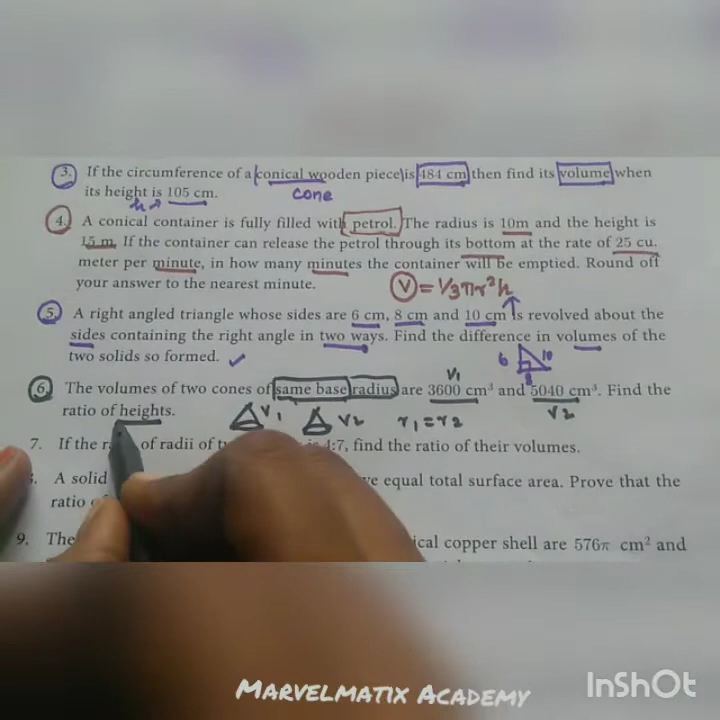 3. If the circumference of a conical wooden piece is 484 cm then find its volume when
its height is 105 cm.
h
cone
4. A conical container is fully filled with petrol. The radius is 10m and the height is
15 m. If the container can release the petrol through its bottom at the rate of 25 cu.
meter per minute, in how many minutes the container will be emptied. Round off
your answer to the nearest minute.
V = 1/3 πr²h
5. A right angled triangle whose sides are 6 cm, 8 cm and 10 cm is revolved about the
sides containing the right angle in two ways. Find the difference in volumes of the
two solids so formed.
6 10
8
V1
6. The volumes of two cones of same base radius are 3600 cm³ and 5040 cm³. Find the
ratio of heights.
V1 V2 r1 = r2 V2
7. If the of radii of 4:7, find the ratio of their volumes.
A solid equal total surface area. Prove that the
ratio
9. The copper shell are 576π cm² and
MARVELMATIX ACADEMY
InShOt